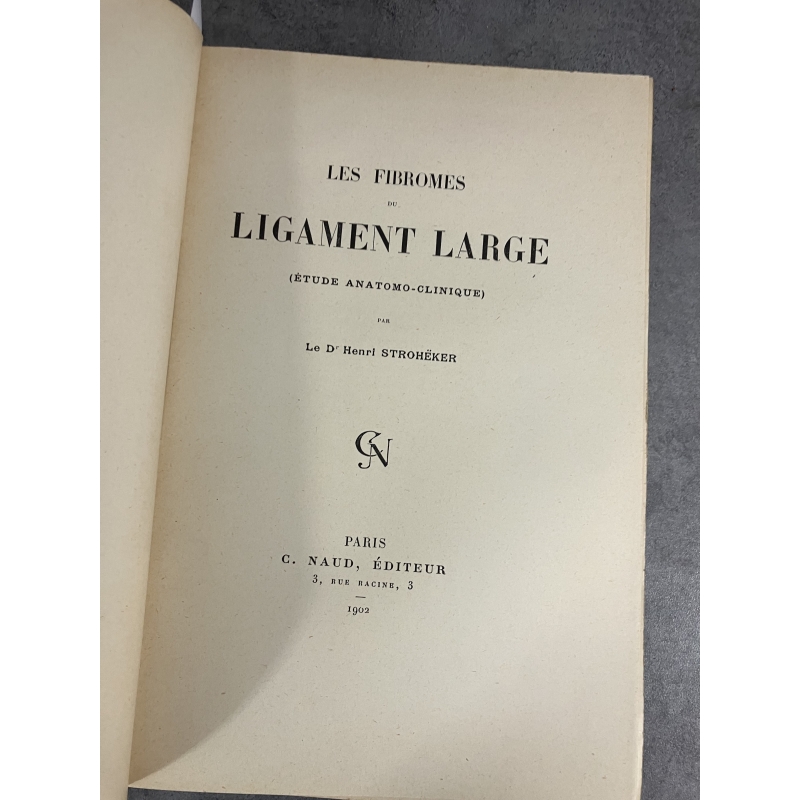 LES FIBROMES
DU
LIGAMENT LARGE
(ÉTUDE ANATOMO-CLINIQUE)
PAR
Le Dr Henri STROHËKER
CN
PARIS
C. NAUD, ÉDITEUR
3, RUE RACINE, 3
1902